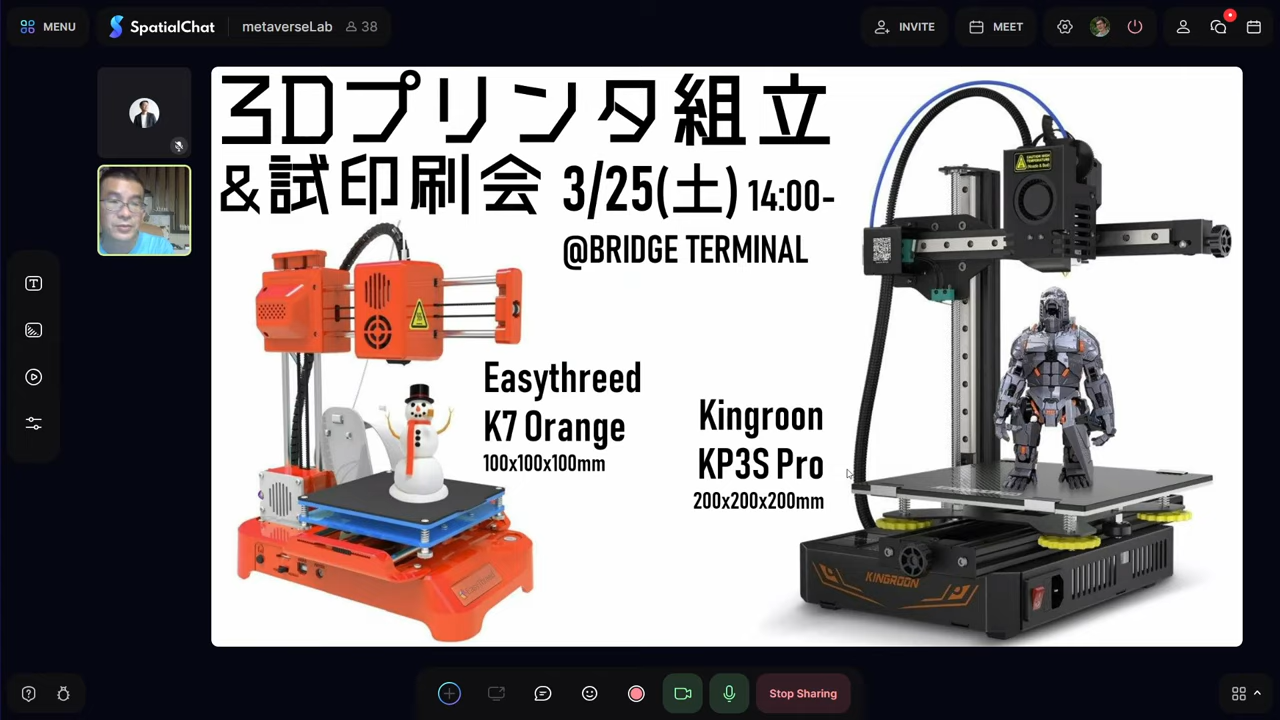 MENU
SpatialChat
metaverseLab
38
INVITE
MEET
3Dプリンタ組立
&試印刷会 3/25(土) 14:00-
@BRIDGE TERMINAL
Easythreed
K7 Orange
100x100x100mm
Kingroon
KP3S Pro
200x200x200mm
KINGROON
Stop Sharing